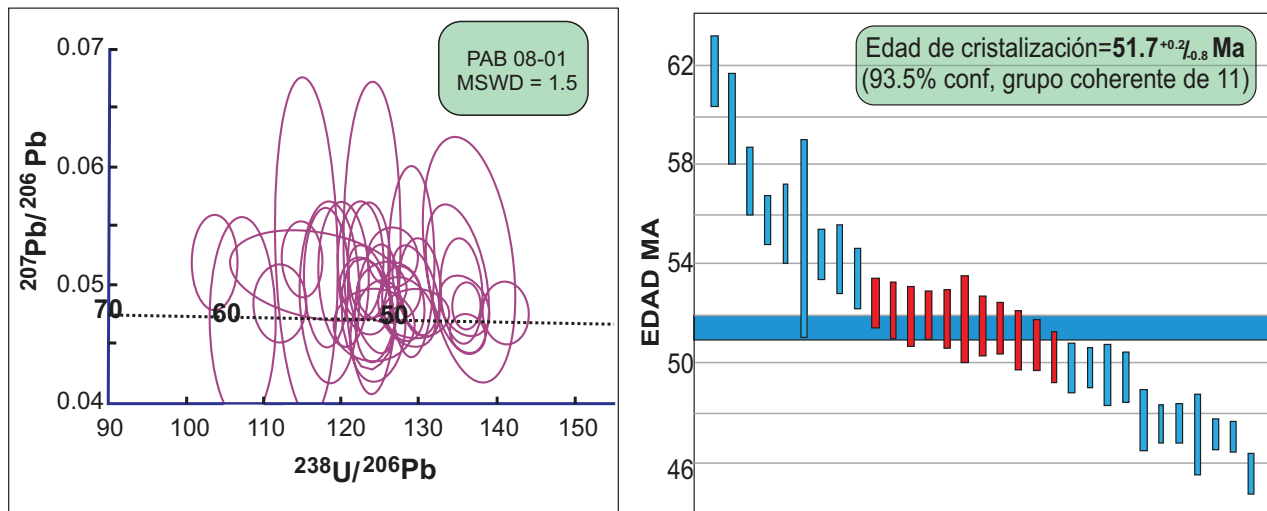 PAB 08-01
MSWD = 1.5
0.07
0.06
0.05
0.04
207Pb/206 Pb
70
60
50
90 100 110 120 130 140 150
238U/206Pb
Edad de cristalización=51.7+0.2/-0.8 Ma
(93.5% conf, grupo coherente de 11)
62
58
54
50
46
EDAD MA